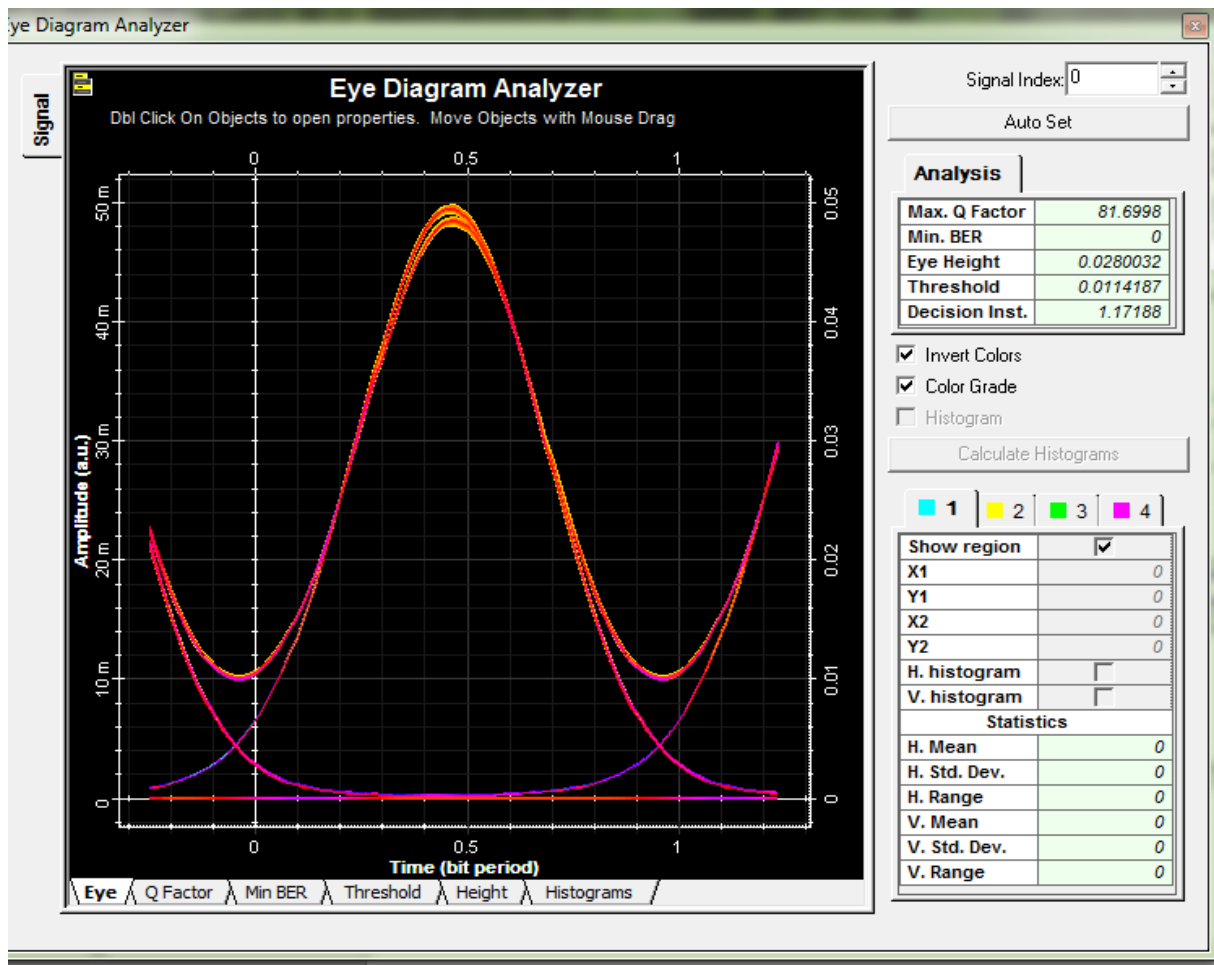 ye Diagram Analyzer
Signal
Eye Diagram Analyzer
Dbl Click On Objects to open properties.  Move Objects with Mouse Drag
0 0.5 1
50 m 0.05
40 m 0.04
30 m 0.03
20 m 0.02
10 m 0.01
0 0
Amplitude (a.u.)
0 0.5 1
Time (bit period)
Eye Q Factor Min BER Threshold Height Histograms
Signal Index: 0
Auto Set
Analysis
Max. Q Factor 81.6998
Min. BER 0
Eye Height 0.0280032
Threshold 0.0114187
Decision Inst. 1.17188
Invert Colors
Color Grade
Histogram
Calculate Histograms
1 2 3 4
Show region
X1 0
Y1 0
X2 0
Y2 0
H. histogram
V. histogram
Statistics
H. Mean 0
H. Std. Dev. 0
H. Range 0
V. Mean 0
V. Std. Dev. 0
V. Range 0